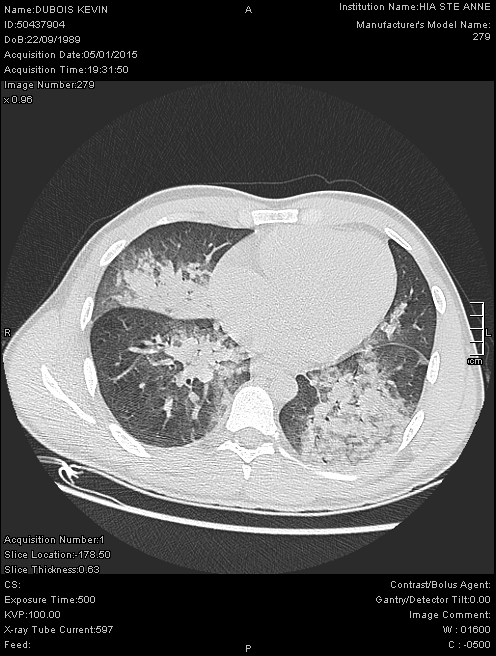 Name:DUBOIS KEVIN
ID:50437904
DoB:22/09/1989
Acquisition Date:05/01/2015
Acquisition Time:19:31:50
Image Number:279
x 0.96
A
Institution Name:HIA STE ANNE
Manufacturer's Model Name:
279
R
L
cm
Acquisition Number:1
Slice Location:-178.50
Slice Thickness:0.63
CS:
Exposure Time:500
KVP:100.00
X-ray Tube Current:597
Feed:
P
Contrast/Bolus Agent:
Gantry/Detector Tilt:0.00
Image Comment:
W : 01600
C : -0500